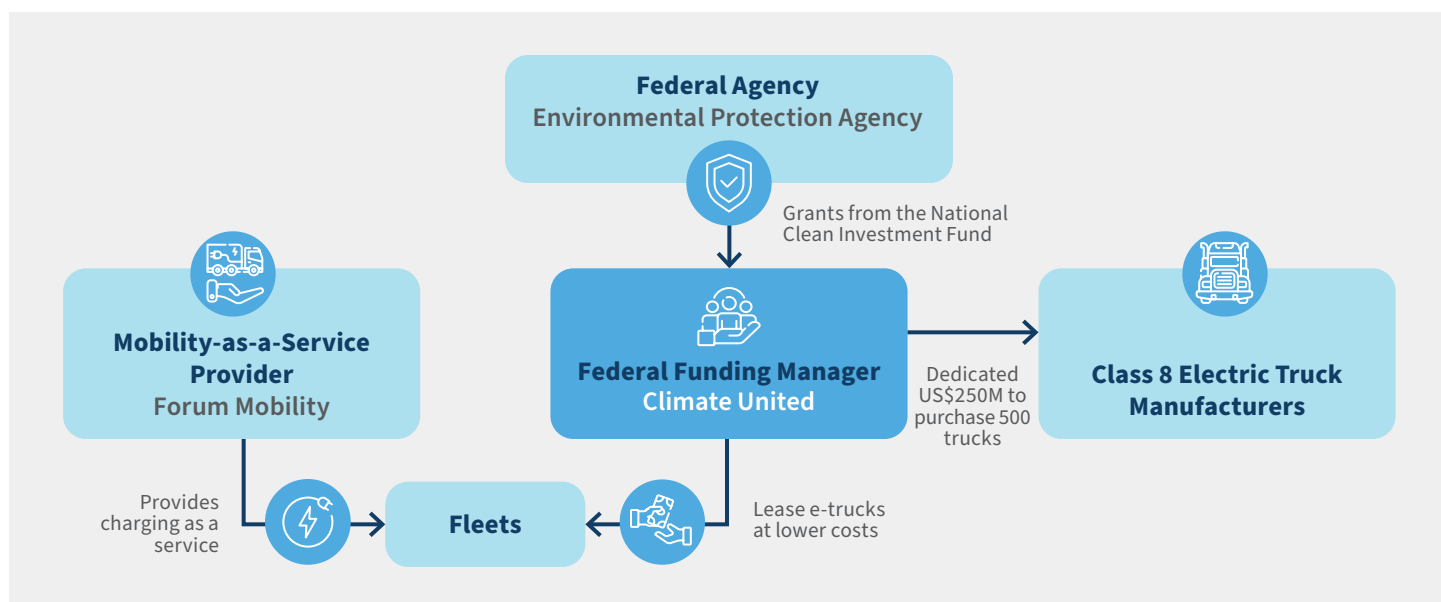 Federal Agency
Environmental Protection Agency
Grants from the National
Clean Investment Fund
Mobility-as-a-Service
Provider
Forum Mobility
Federal Funding Manager
Climate United
Dedicated
US$250M to
purchase 500
trucks
Class 8 Electric Truck
Manufacturers
Provides
charging as a
service
Fleets
Lease e-trucks
at lower costs